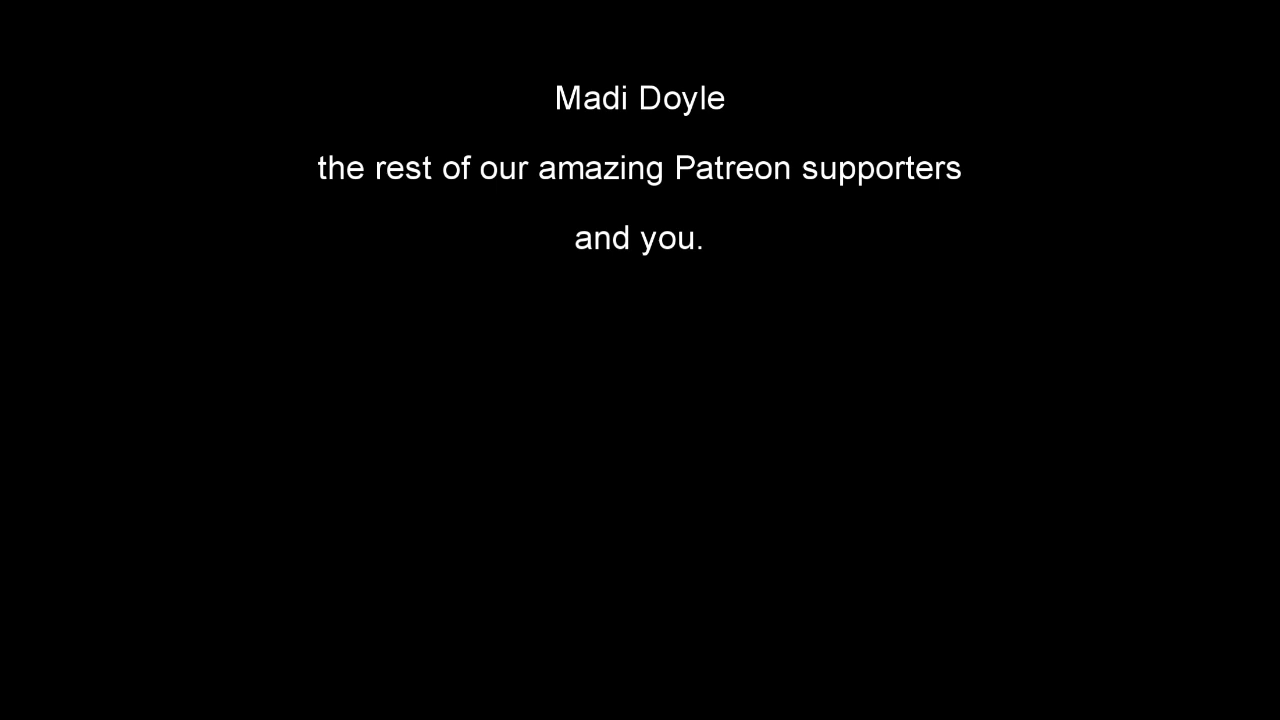 Madi Doyle
the rest of our amazing Patreon supporters
and you.